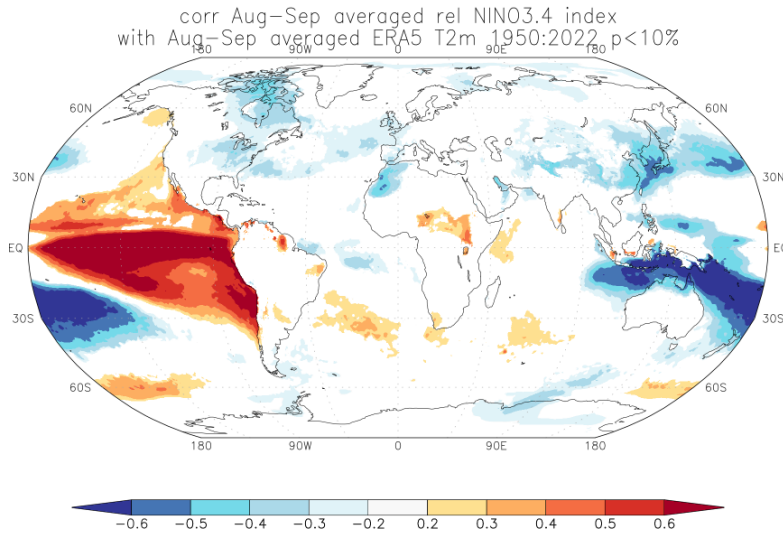 corr Aug-Sep averaged rel NINO3.4 index
with Aug-Sep averaged ERA5 T2m 1950:2022 p<10%
180 90W 0 90E 180
60N 60N
30N 30N
EQ EQ
30S 30S
60S 60S
180 90W 0 90E 180
-0.6 -0.5 -0.4 -0.3 -0.2 0.2 0.3 0.4 0.5 0.6